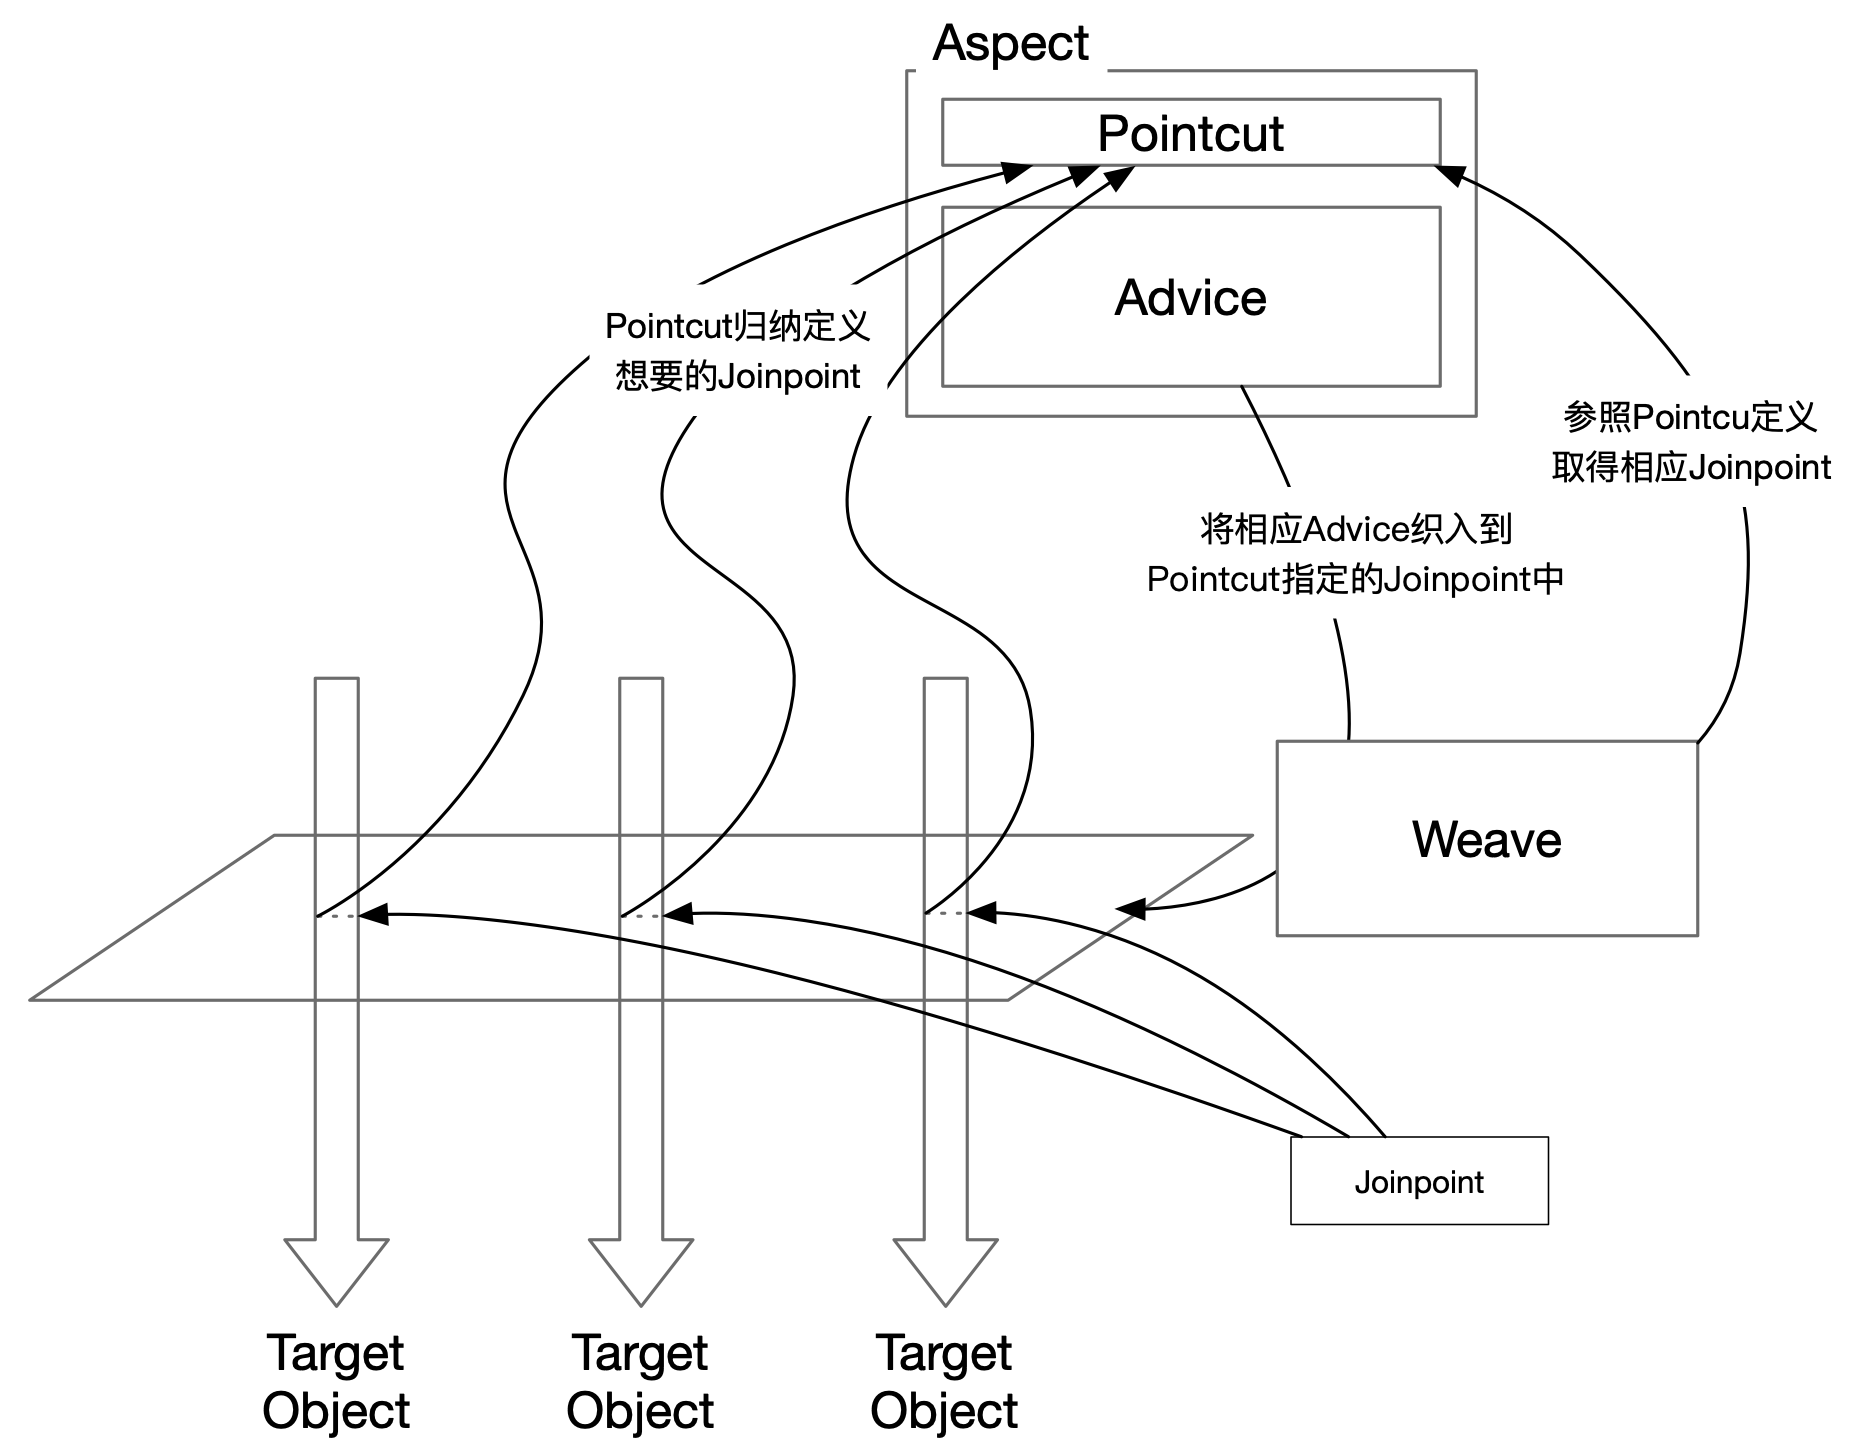 Aspect
Pointcut
Advice
Pointcut归纳定义
想要的Joinpoint
参照Pointcu定义
取得相应Joinpoint
将相应Advice织入到
Pointcut指定的Joinpoint中
Weave
Joinpoint
Target
Object
Target
Object
Target
Object